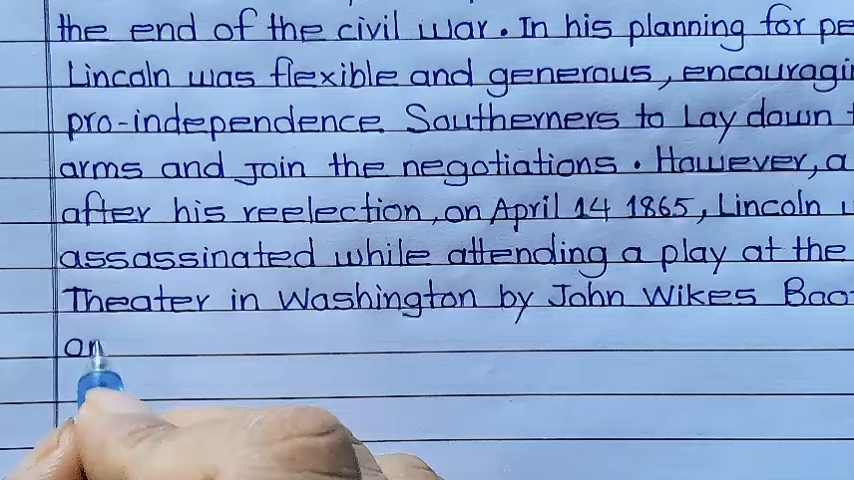 the end of the civil war. In his planning for pe
Lincoln was flexible and generous, encouragi
pro-independence Southerners to lay down t
arms and join the negotiations. However, a
after his reelection, on April 14 1865, Lincoln
assassinated while attending a play at the
Theater in Washington by John Wikes Boo
on